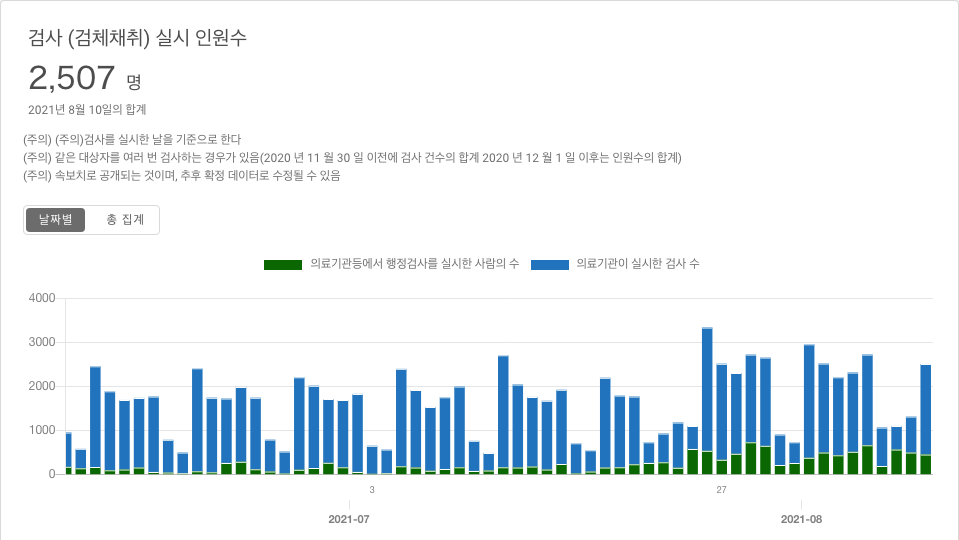 검사 (검체채취) 실시 인원수
2,507 명
2021년 8월 10일의 합계
(주의) (주의)검사를 실시한 날을 기준으로 한다
(주의) 같은 대상자를 여러 번 검사하는 경우가 있음(2020 년 11 월 30 일 이전에 검사 건수의 합계 2020 년 12 월 1 일 이후는 인원수의 합계)
(주의) 속보치로 공개되는 것이며, 추후 확정 데이터로 수정될 수 있음
날짜별 총 집계
의료기관등에서 행정검사를 실시한 사람의 수 의료기관이 실시한 검사 수
4000
3000
2000
1000
0
3 27
2021-07 2021-08